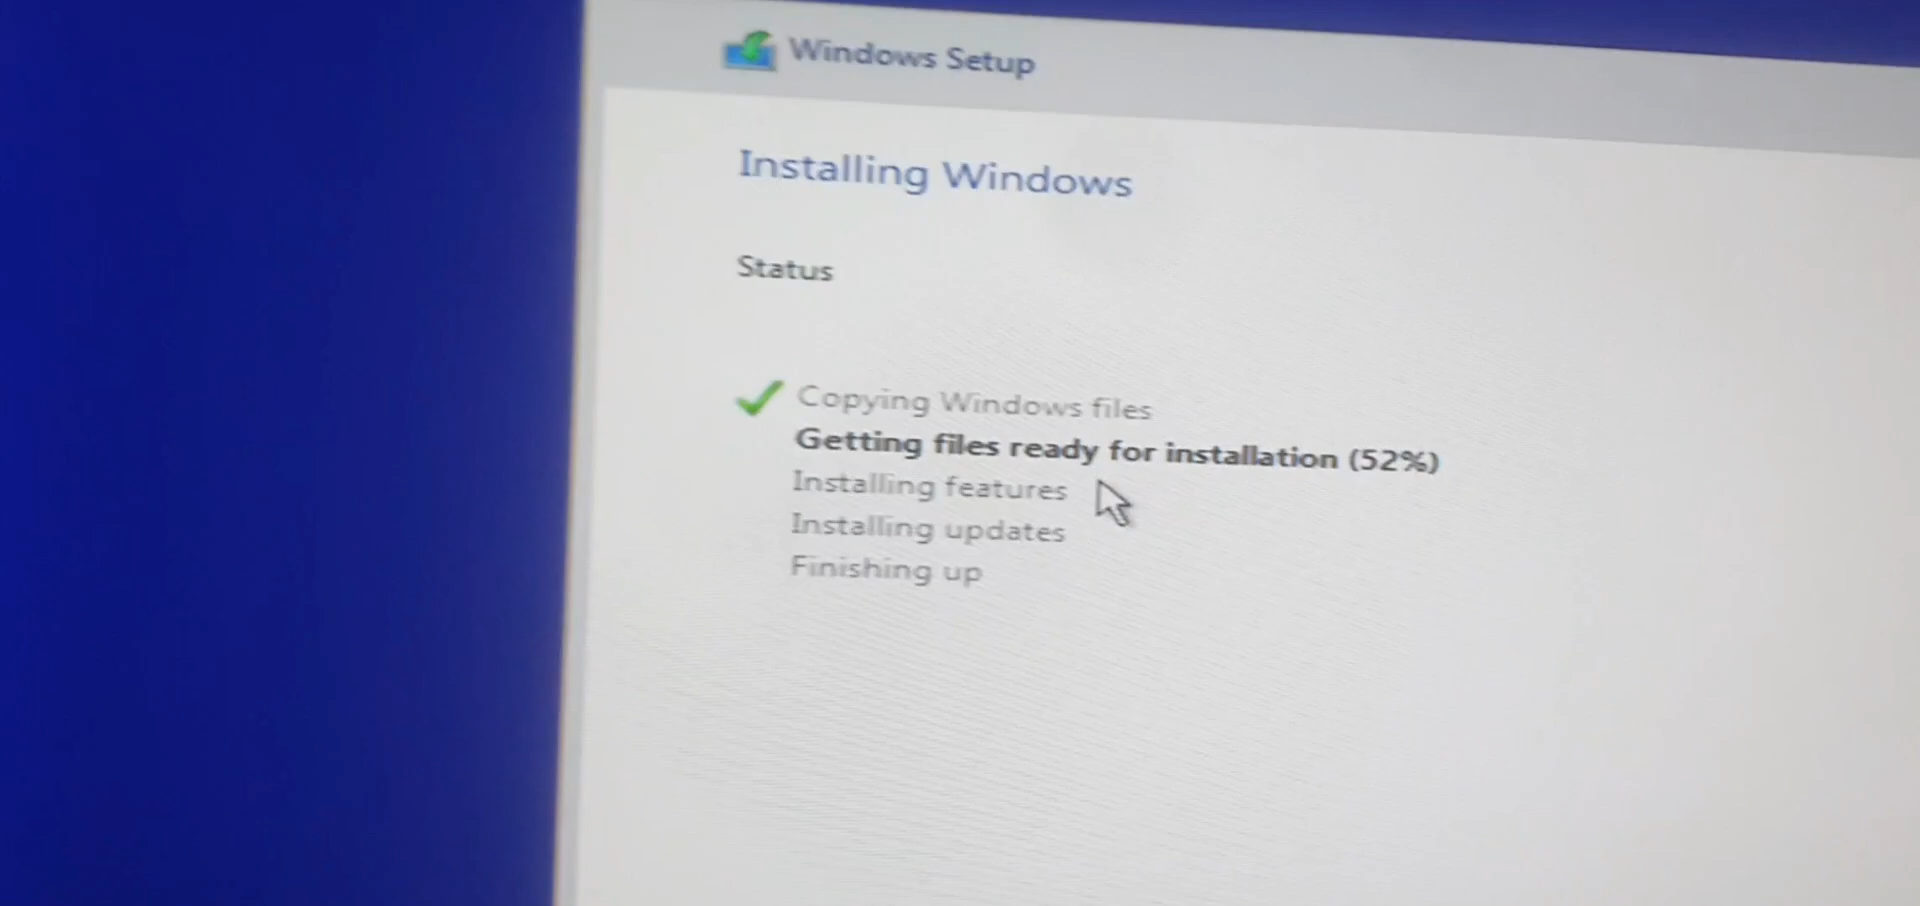 Windows Setup
Installing Windows
Status
Copying Windows files
Getting files ready for installation (52%)
Installing features
Installing updates
Finishing up